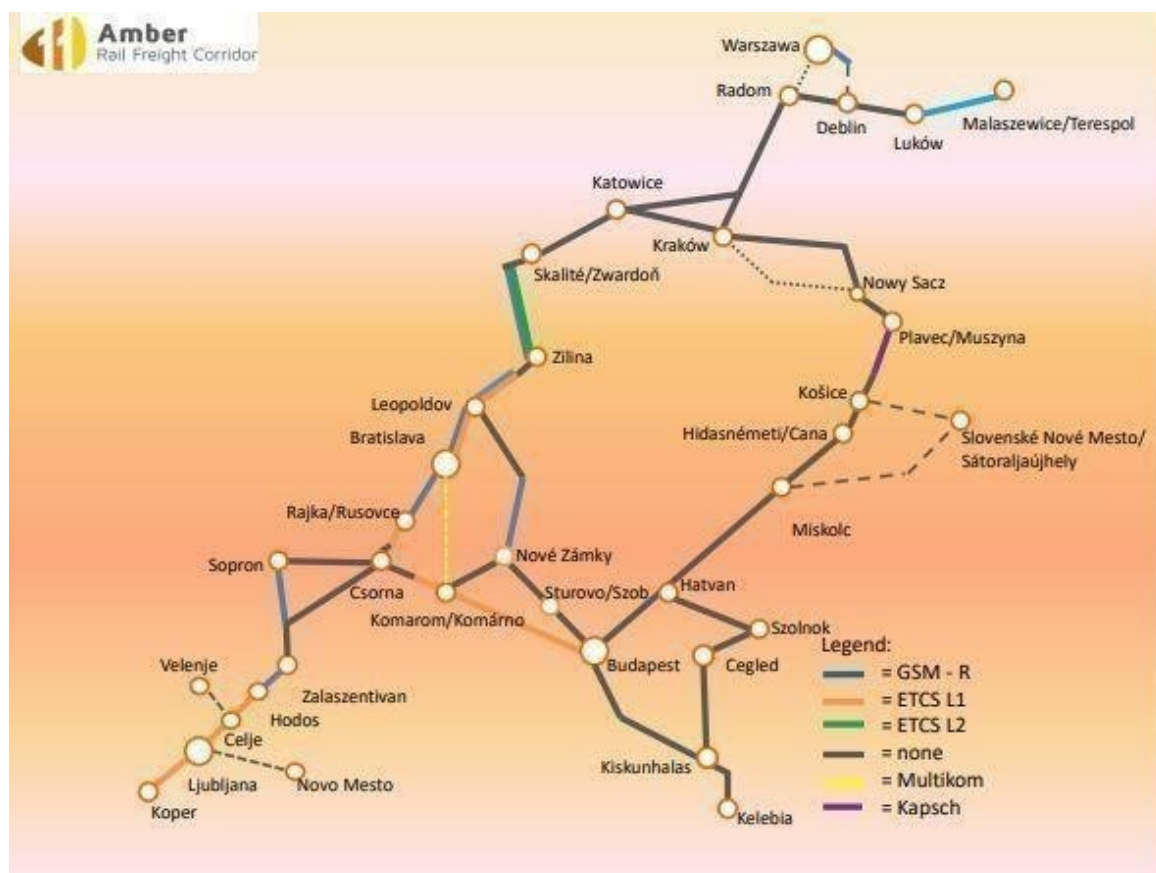 Amber
Rail Freight Corridor
Warszawa
Radom
Deblin
Luków
Malaszewice/Terespol
Katowice
Kraków
Skalité/Zwardoň
Nowy Sacz
Plavec/Muszyna
Zilina
Leopoldov
Košice
Bratislava
Hidasnémeti/Cana
Slovenské Nové Mesto/
Sátoraljaújhely
Rajka/Rusovce
Miskolc
Sopron
Nové Zámky
Csorna
Sturovo/Szob
Hatvan
Komarom/Komárno
Szolnok
Legend:
Velenje
Zalaszentivan
Budapest
Cegled
= GSM - R
Hodos
= ETCS L1
Celje
= ETCS L2
Ljubljana
Novo Mesto
Kiskunhalas
= none
= Multikom
Koper
Kelebia
= Kapsch